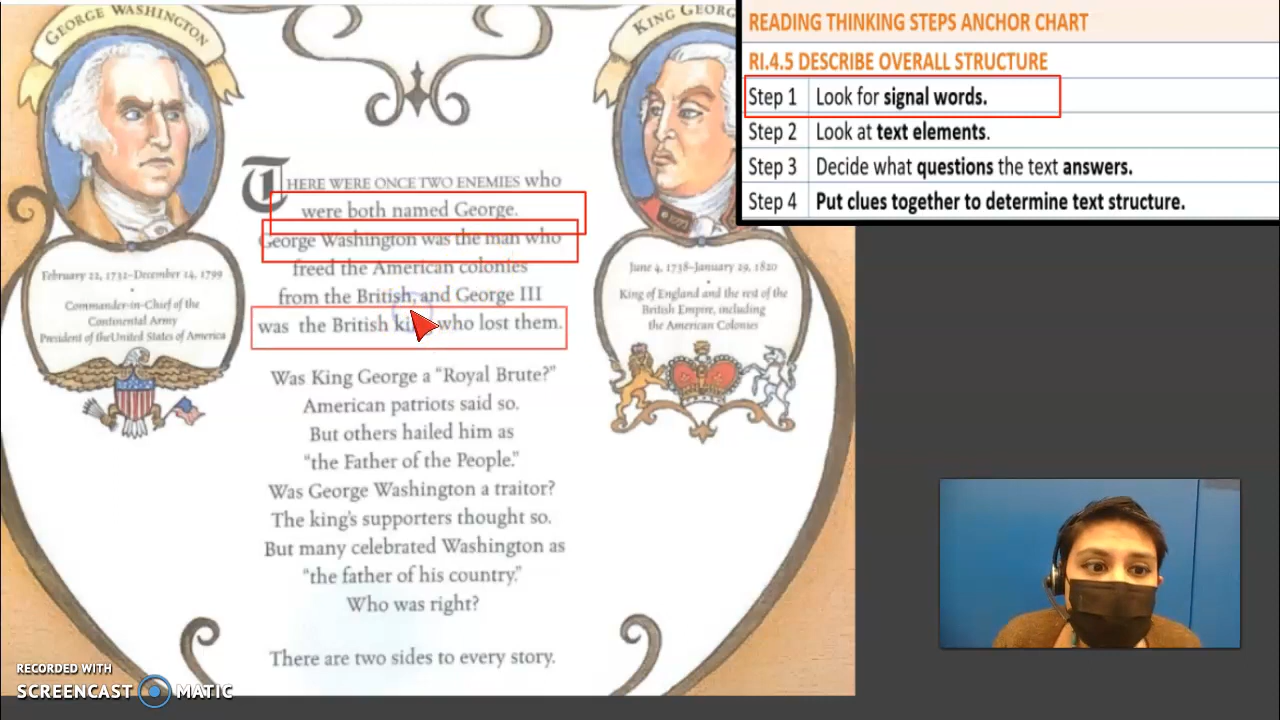 GEORGE WASHINGTON
KING GEOR
READING THINKING STEPS ANCHOR CHART
RI.4.5 DESCRIBE OVERALL STRUCTURE
Step 1 Look for signal words.
Step 2 Look at text elements.
Step 3 Decide what questions the text answers.
Step 4 Put clues together to determine text structure.
THERE WERE ONCE TWO ENEMIES who
were both named George.
George Washington was the man who
freed the American colonies
from the British, and George III
was the British king who lost them.
Was King George a “Royal Brute?”
American patriots said so.
But others hailed him as
“the Father of the People.”
Was George Washington a traitor?
The king's supporters thought so.
But many celebrated Washington as
“the father of his country.”
Who was right?
There are two sides to every story.
February 22, 1732–December 14, 1799
Commander-in-Chief of the
Continental Army
President of the United States of America
June 4, 1738–January 29, 1820
King of England and the rest of the
British Empire, including
the American Colonies
RECORDED WITH
SCREENCAST MATIC